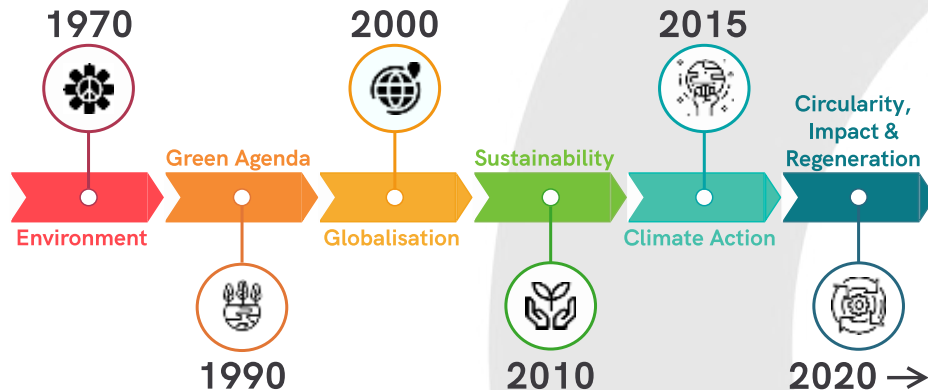 1970
2000
2015
Circularity,
Impact &
Regeneration
Green Agenda
Sustainability
Environment
Globalisation
Climate Action
1990
2010
2020 →